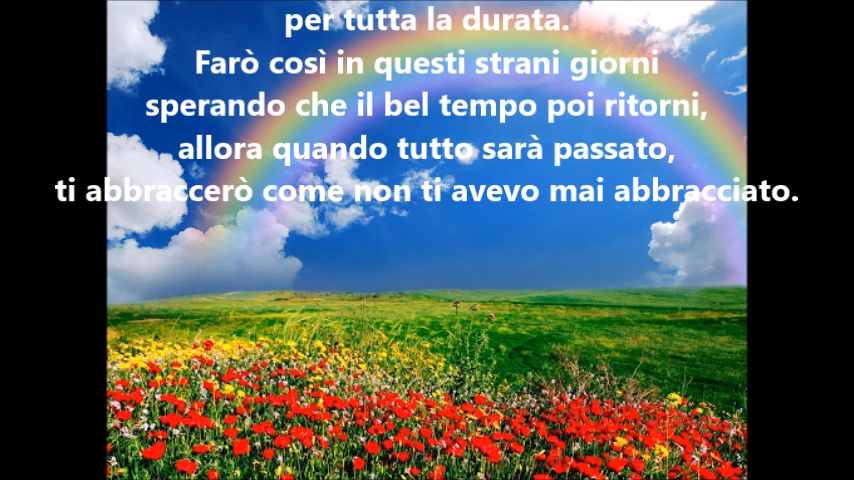 per tutta la durata.
Farò così in questi strani giorni
sperando che il bel tempo poi ritorni,
allora quando tutto sarà passato,
ti abbraccerò come non ti avevo mai abbracciato.